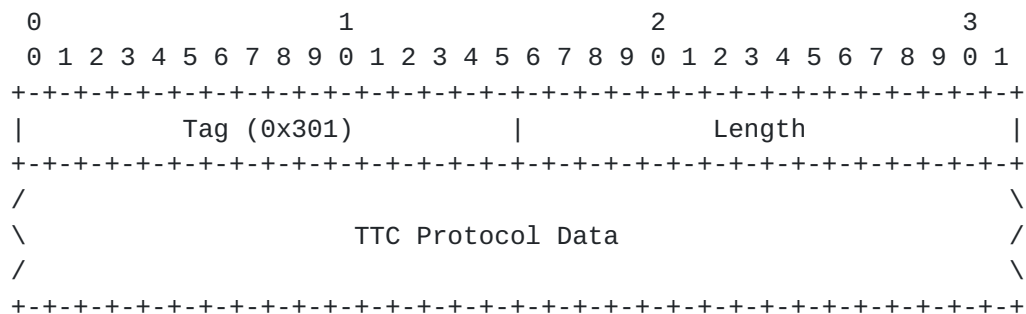 0                   1                   2                   3
 0 1 2 3 4 5 6 7 8 9 0 1 2 3 4 5 6 7 8 9 0 1 2 3 4 5 6 7 8 9 0 1
+-+-+-+-+-+-+-+-+-+-+-+-+-+-+-+-+-+-+-+-+-+-+-+-+-+-+-+-+-+-+-+-+
|          Tag (0x301)          |            Length             |
+-+-+-+-+-+-+-+-+-+-+-+-+-+-+-+-+-+-+-+-+-+-+-+-+-+-+-+-+-+-+-+-+
/                                                               \
\                     TTC Protocol Data                         /
/                                                               \
+-+-+-+-+-+-+-+-+-+-+-+-+-+-+-+-+-+-+-+-+-+-+-+-+-+-+-+-+-+-+-+-+